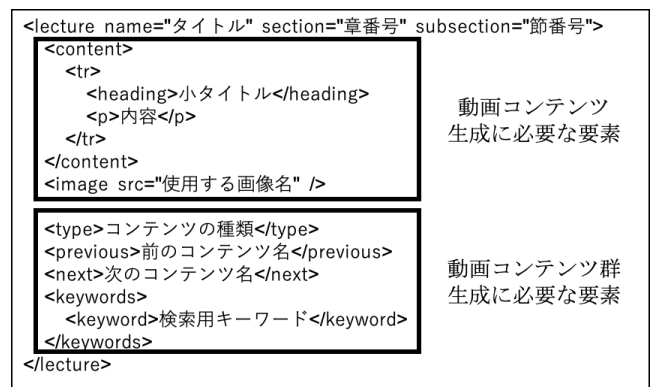 <lecture name="タイトル" section="章番号" subsection="節番号">
<content>
<tr>
<heading>小タイトル</heading>
<p>内容</p>
</tr>
</content>
<image src="使用する画像名" />
動画コンテンツ
生成に必要な要素
<type>コンテンツの種類</type>
<previous>前のコンテンツ名</previous>
<next>次のコンテンツ名</next>
<keywords>
<keyword>検索用キーワード</keyword>
</keywords>
動画コンテンツ群
生成に必要な要素
</lecture>